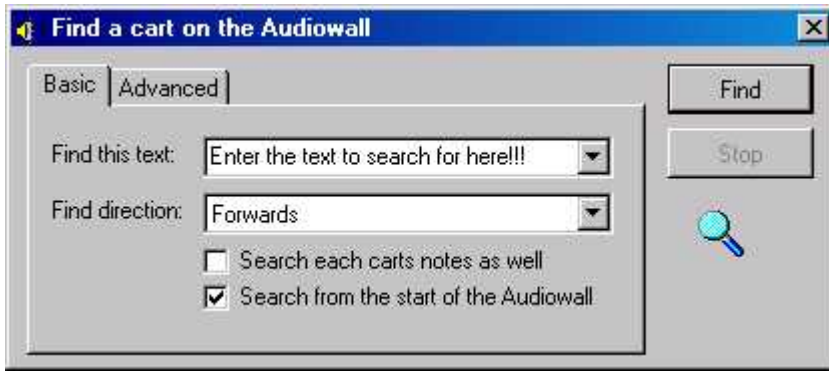 Find a cart on the Audiowall
Basic
Advanced
Find
Find this text:
Enter the text to search for here!!!
Stop
Find direction:
Forwards
Search each carts notes as well
Search from the start of the Audiowall